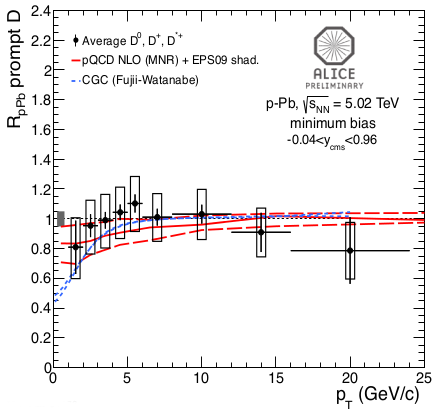 R_pPb prompt D
2.4
2.2
2
1.8
1.6
1.4
1.2
1
0.8
0.6
0.4
0.2
0
Average D⁰, D⁺, D*⁺
pQCD NLO (MNR) + EPS09 shad.
CGC (Fujii-Watanabe)
ALICE
PRELIMINARY
p-Pb, √s_NN = 5.02 TeV
minimum bias
-0.04<y_cms<0.96
0 5 10 15 20 25
p_T (GeV/c)